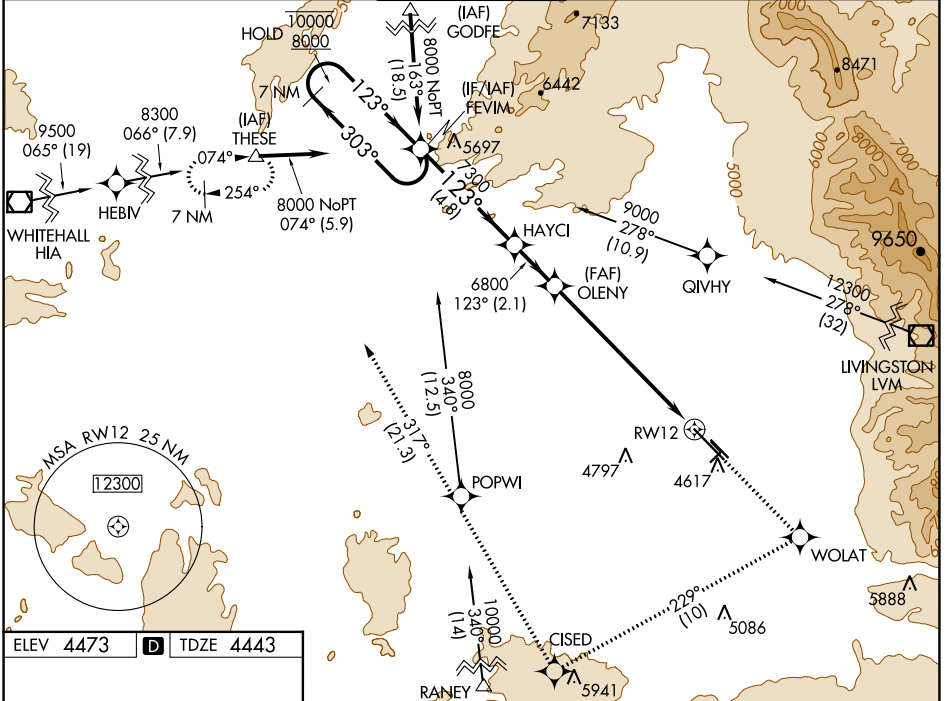 10000
8000
HOLD
7 NM
123°
303°
(IAF)
GODFE
8000 NoPT
163°
(18.5)
(IF/IAF)
FEVIM
7133
6442
5697
8471
5000
8000
7000
9500
065° (19)
8300
066° (7.9)
(IAF)
THESE
074°
254°
7 NM
8000 NoPT
074° (5.9)
WHITEHALL
HIA
HEBIV
7300
123°
(4.8)
HAYCI
6800
123° (2.1)
(FAF)
OLENY
9000
278°
(10.9)
QIVHY
9650
12300
278°
(32)
LIVINGSTON
LVM
8000
340°
(12.5)
317°
(21.3)
POPWI
RW12
4797
4617
WOLAT
MSA RW12 25 NM
12300
229°
(10)
5086
5888
10000
340°
(14)
RANEY
CISED
5941
ELEV 4473 D TDZE 4443